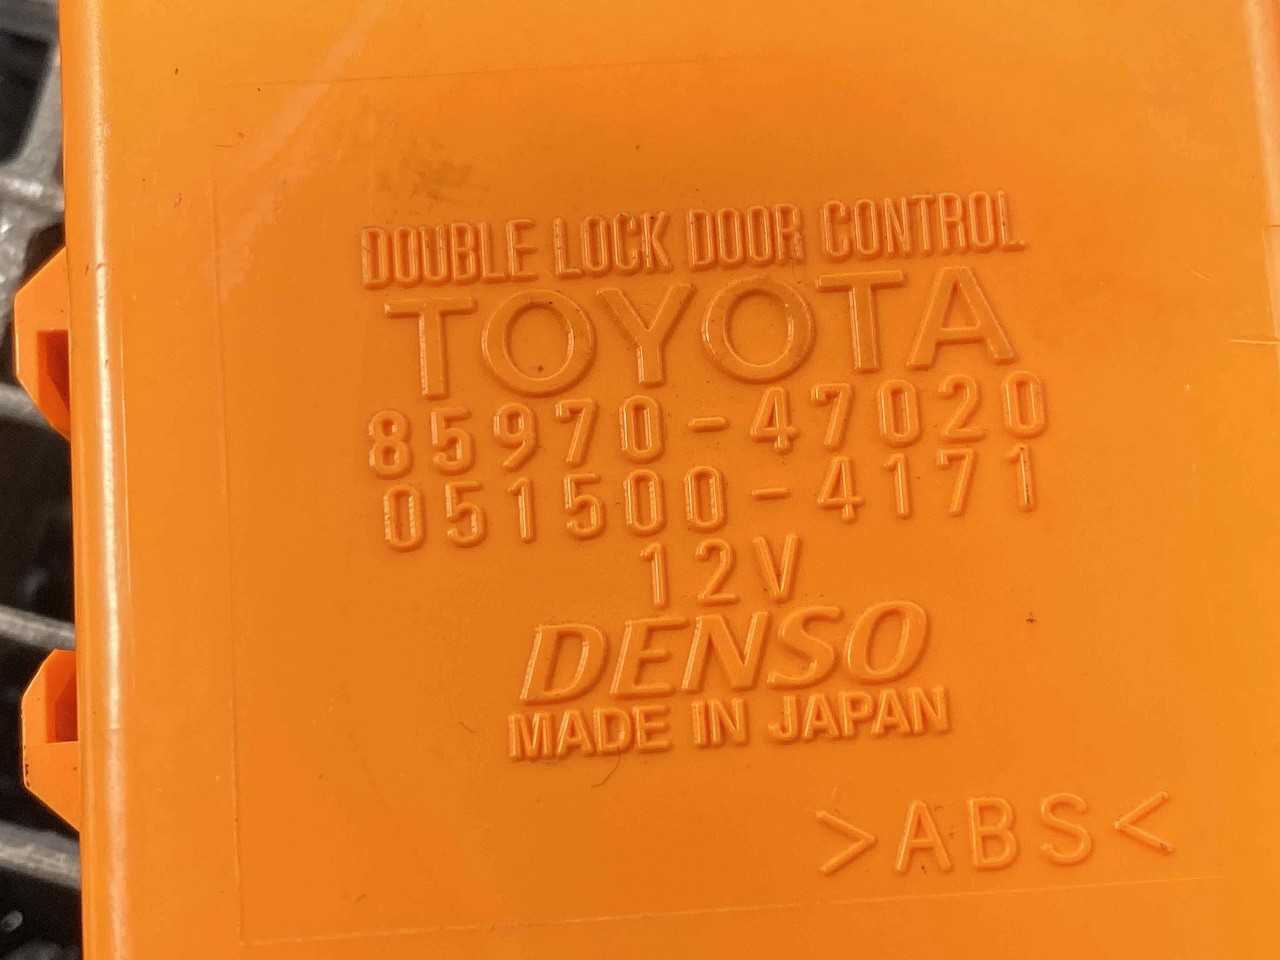 DOUBLE LOCK DOOR CONTROL
TOYOTA
85970-47020
051500-4171
12V
DENSO
MADE IN JAPAN
>ABS<